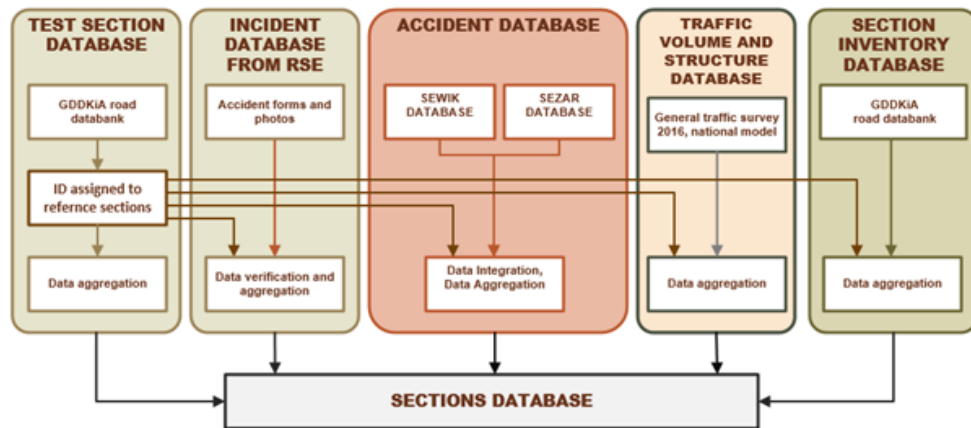 TEST SECTION
DATABASE
GDDKiA road
databank
ID assigned to
refernce sections
Data aggregation
INCIDENT
DATABASE
FROM RSE
Accident forms and
photos
Data verification and
aggregation
ACCIDENT DATABASE
SEWIK
DATABASE
SEZAR
DATABASE
Data Integration,
Data Aggregation
TRAFFIC
VOLUME AND
STRUCTURE
DATABASE
General traffic survey
2016, national model
Data aggregation
SECTION
INVENTORY
DATABASE
GDDKiA
road databank
Data aggregation
SECTIONS DATABASE